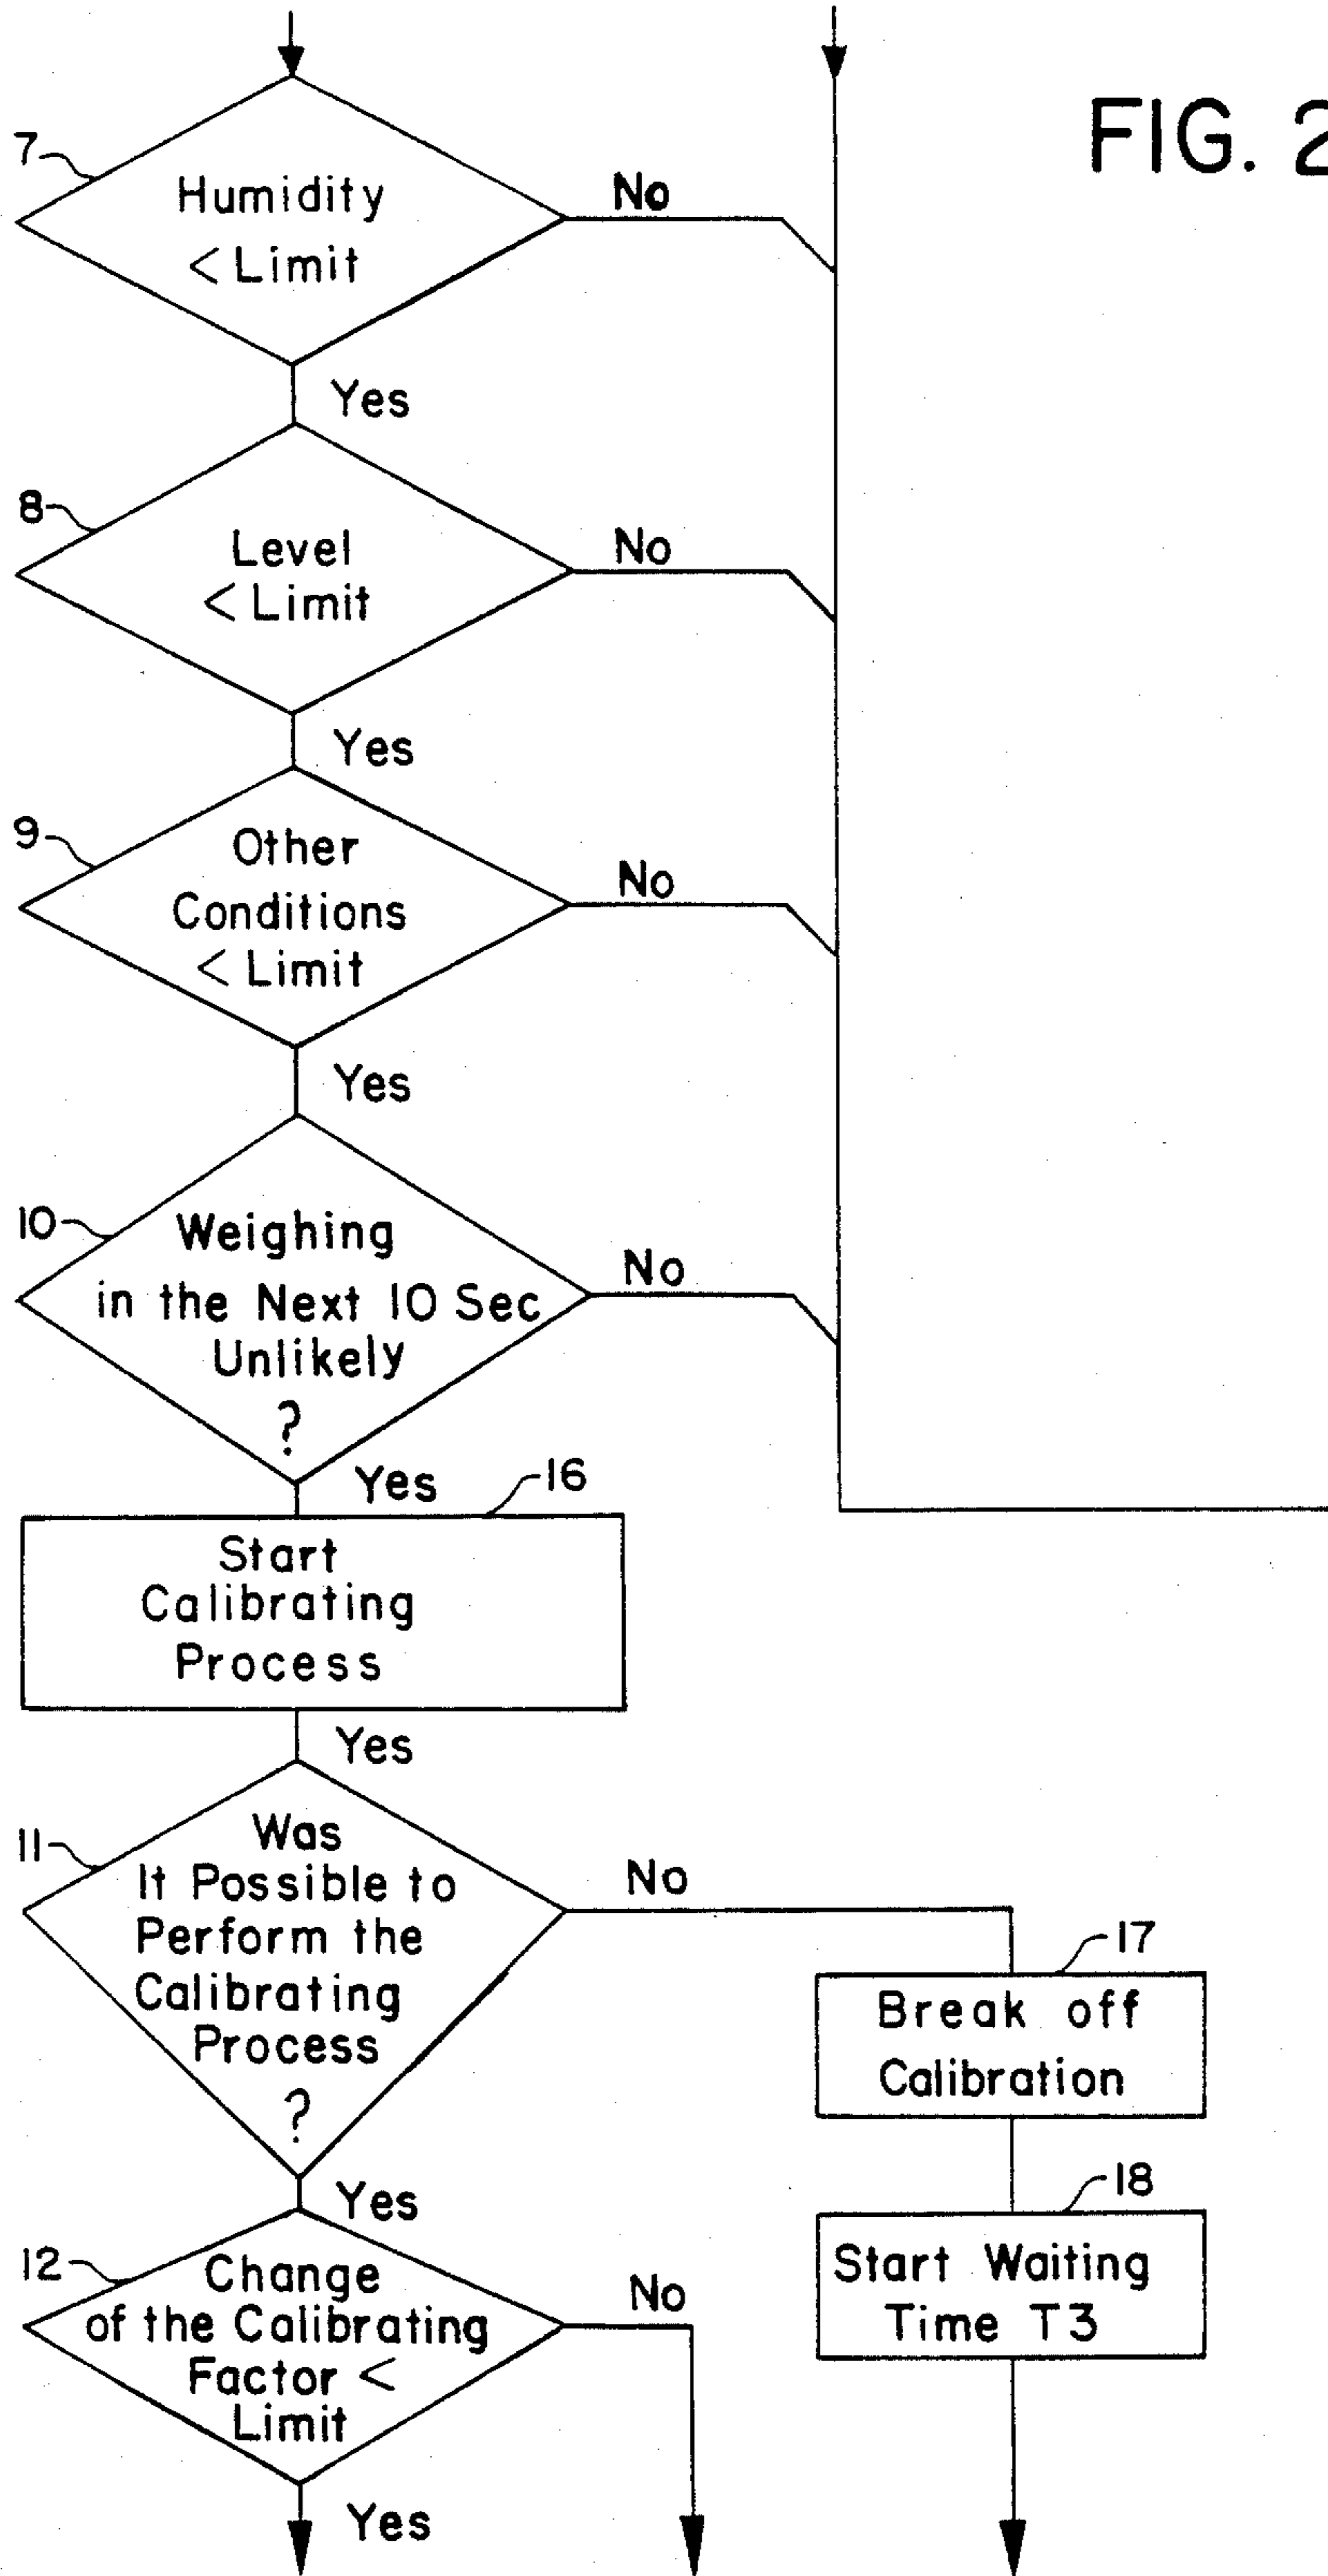 FIG. 2
7
Humidity
< Limit
No
Yes
8
Level
< Limit
No
Yes
9
Other
Conditions
< Limit
No
Yes
10
Weighing
in the Next 10 Sec
Unlikely
?
No
Yes
16
Start
Calibrating
Process
Yes
11
Was
It Possible to
Perform the
Calibrating
Process
?
No
Yes
17
Break off
Calibration
18
Start Waiting
Time T3
12
Change
of the Calibrating
Factor <
Limit
No
Yes